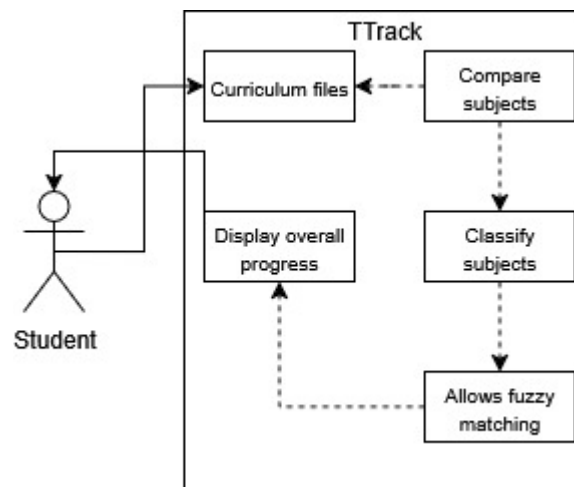 TTrack
Curriculum files
Compare
subjects
Display overall
progress
Classify
subjects
Student
Allows fuzzy
matching